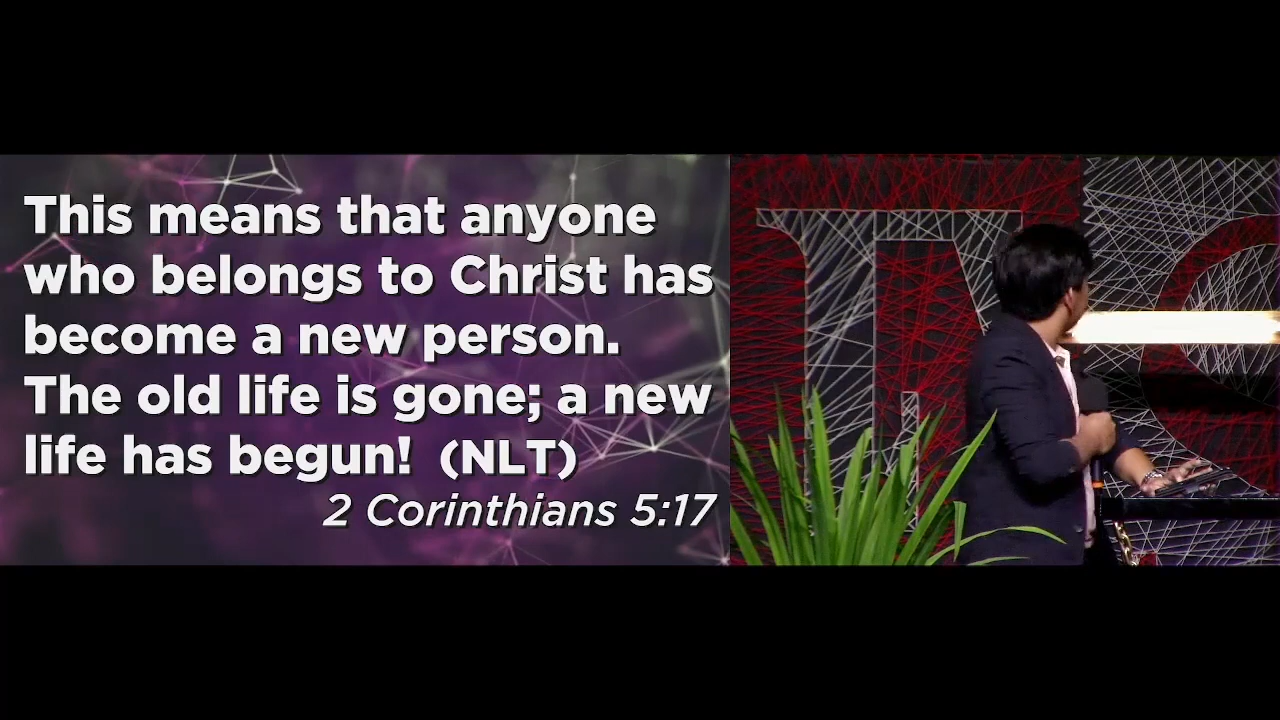 This means that anyone
who belongs to Christ has
become a new person.
The old life is gone; a new
life has begun! (NLT)
2 Corinthians 5:17